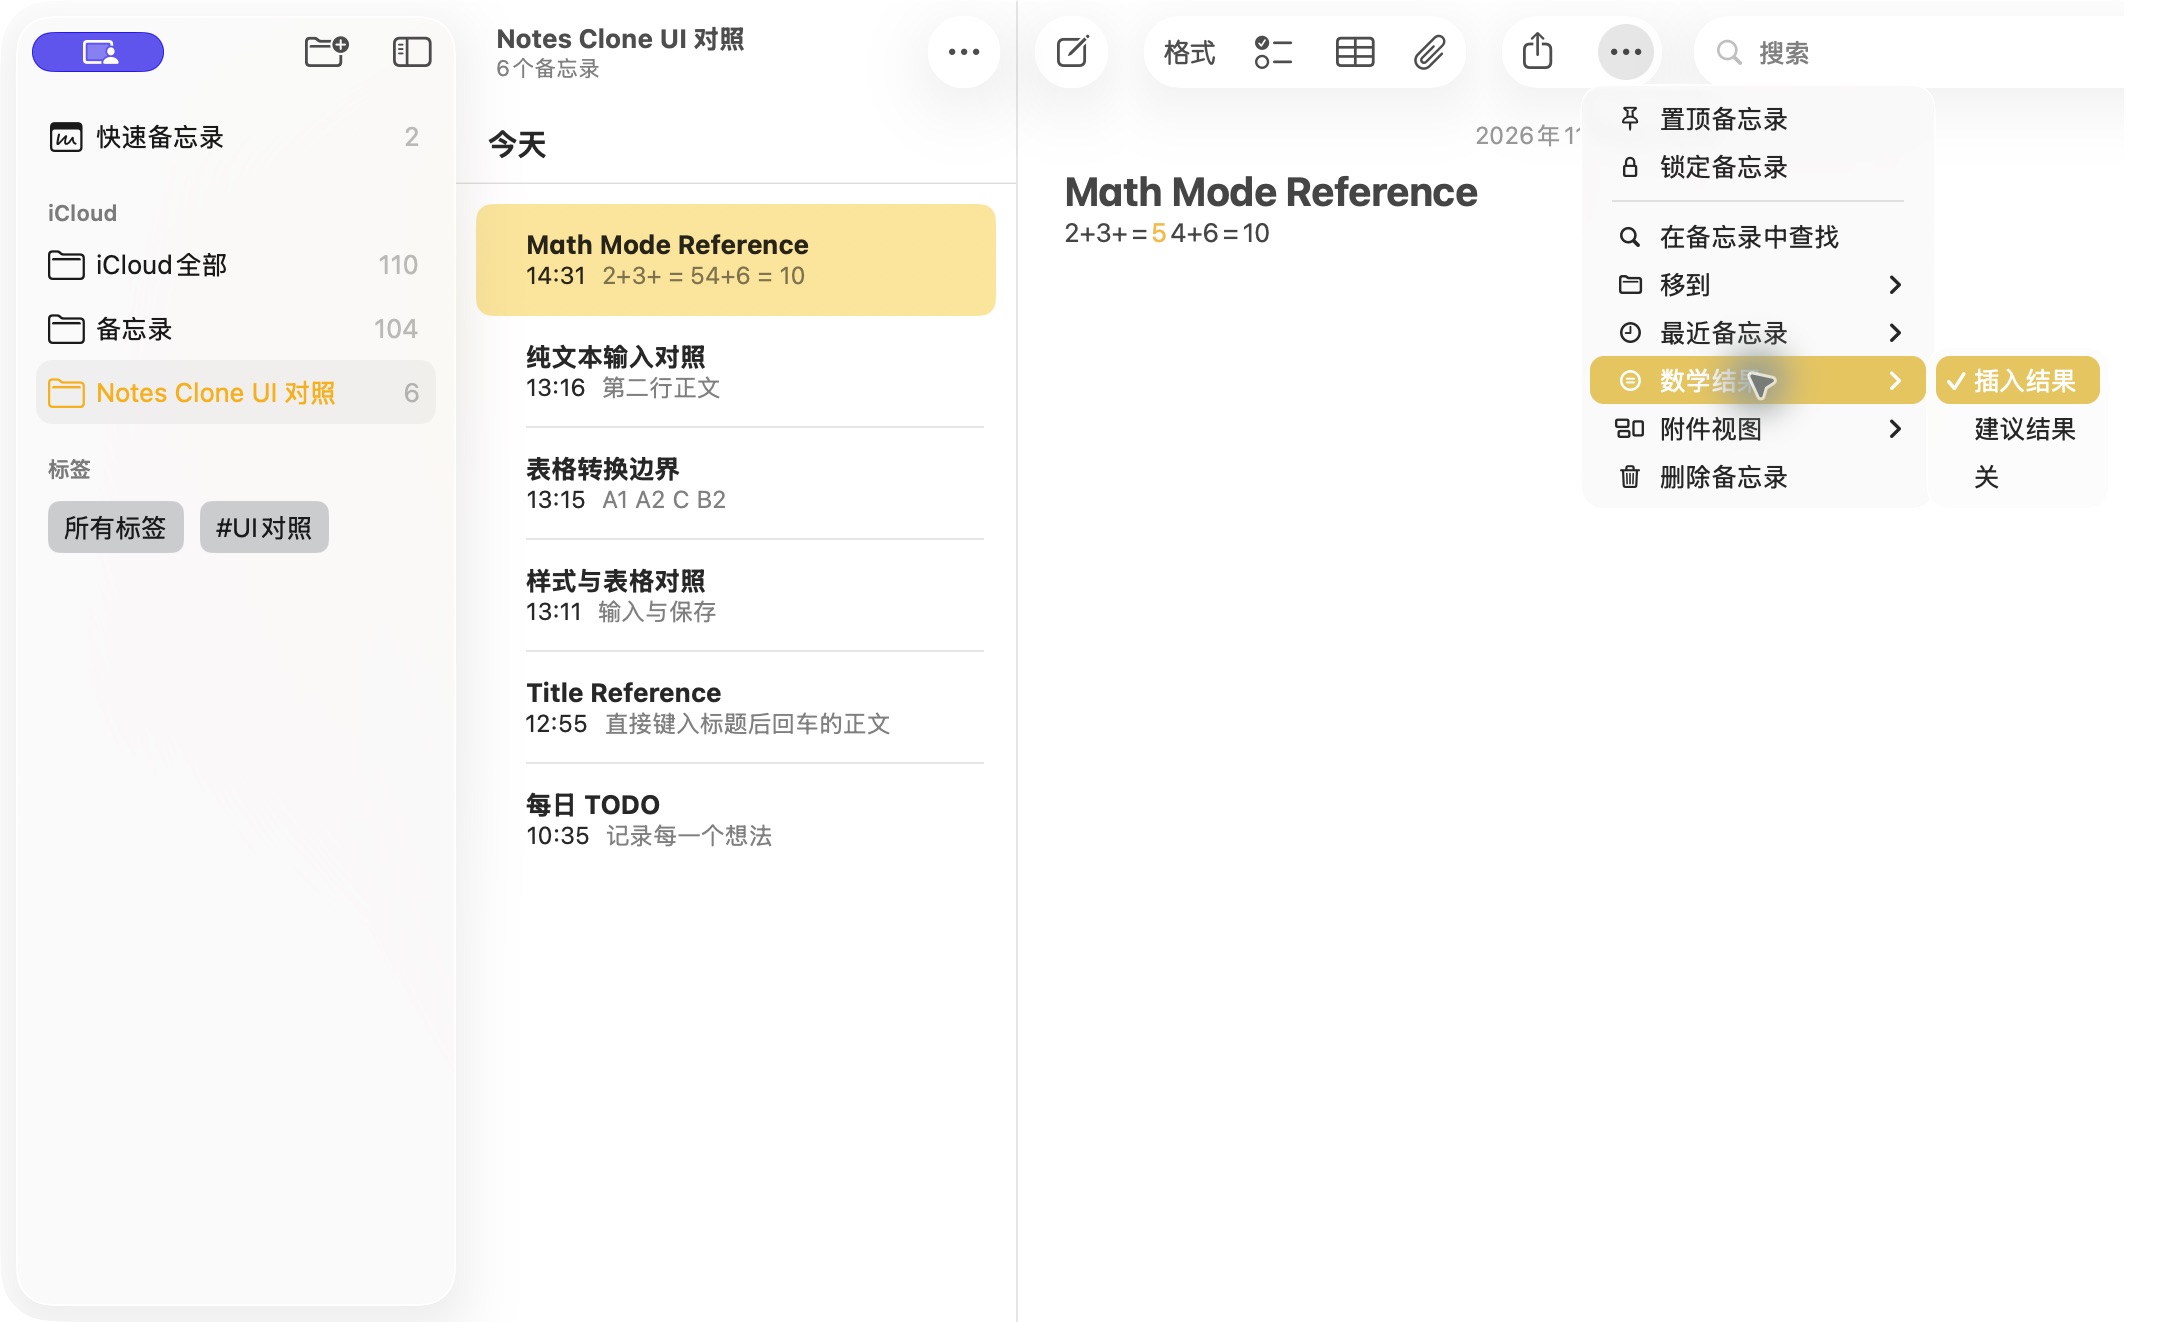 快速备忘录 2
iCloud
iCloud全部 110
备忘录 104
Notes Clone UI 对照 6
标签
所有标签 #UI对照
Notes Clone UI 对照
6个备忘录
今天
Math Mode Reference
14:31 2+3+ = 54+6 = 10
纯文本输入对照
13:16 第二行正文
表格转换边界
13:15 A1 A2 C B2
样式与表格对照
13:11 输入与保存
Title Reference
12:55 直接键入标题后回车的正文
每日 TODO
10:35 记录每一个想法
格式 搜索
2026年1
Math Mode Reference
2+3+=5 4+6=10
置顶备忘录
锁定备忘录
在备忘录中查找
移到
最近备忘录
数学结果
附件视图
删除备忘录
插入结果
建议结果
关